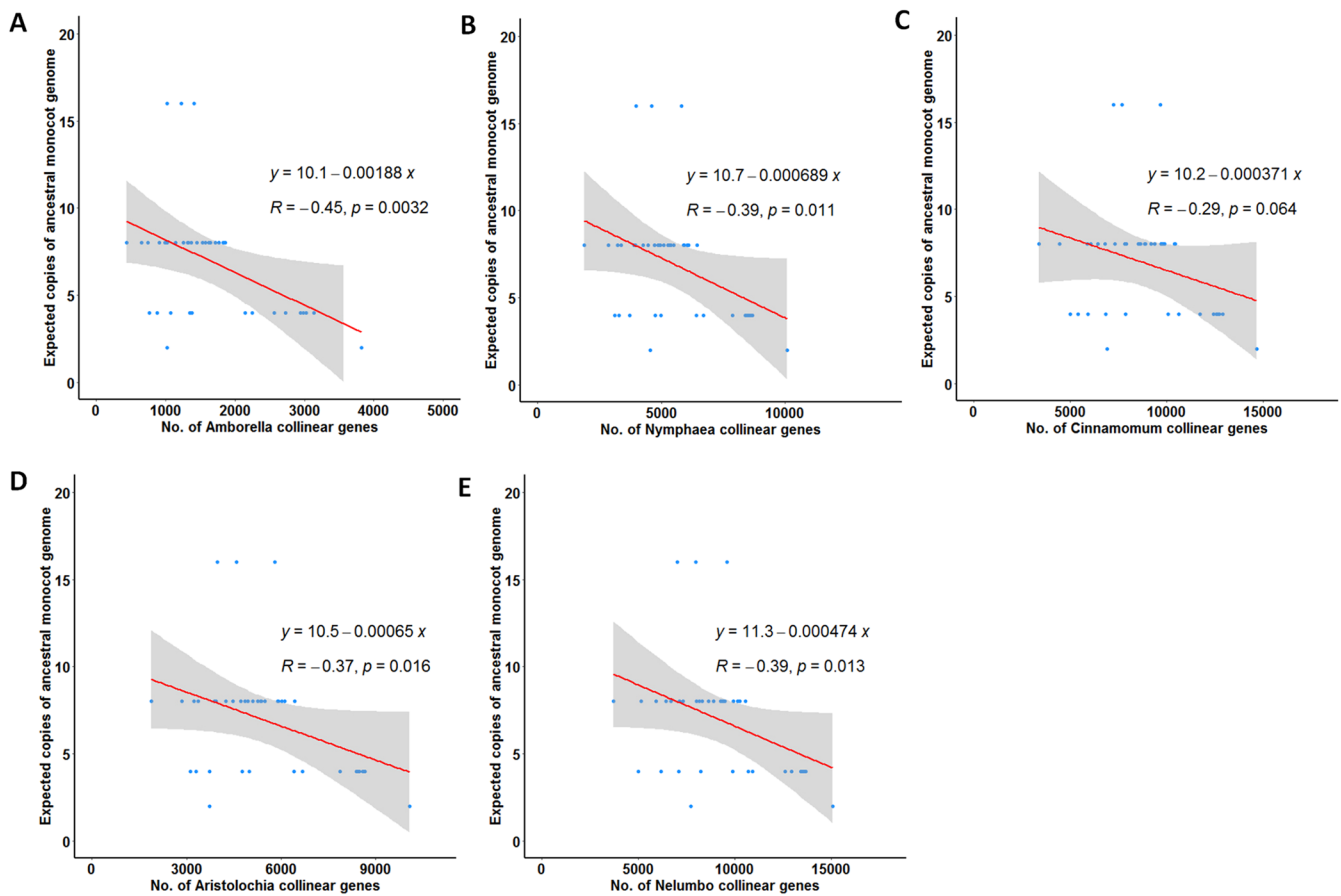 A
Expected copies of ancestral monocot genome
20
15
10
5
0
y = 10.1 – 0.00188 x
R = –0.45, p = 0.0032
0 1000 2000 3000 4000 5000
No. of Amborella collinear genes
B
Expected copies of ancestral monocot genome
20
15
10
5
0
y = 10.7 – 0.000689 x
R = –0.39, p = 0.011
0 5000 10000
No. of Nymphaea collinear genes
C
Expected copies of ancestral monocot genome
20
15
10
5
0
y = 10.2 – 0.000371 x
R = –0.29, p = 0.064
0 5000 10000 15000
No. of Cinnamomum collinear genes
D
Expected copies of ancestral monocot genome
20
15
10
5
0
y = 10.5 – 0.00065 x
R = –0.37, p = 0.016
0 3000 6000 9000
No. of Aristolochia collinear genes
E
Expected copies of ancestral monocot genome
20
15
10
5
0
y = 11.3 – 0.000474 x
R = –0.39, p = 0.013
0 5000 10000 15000
No. of Nelumbo collinear genes